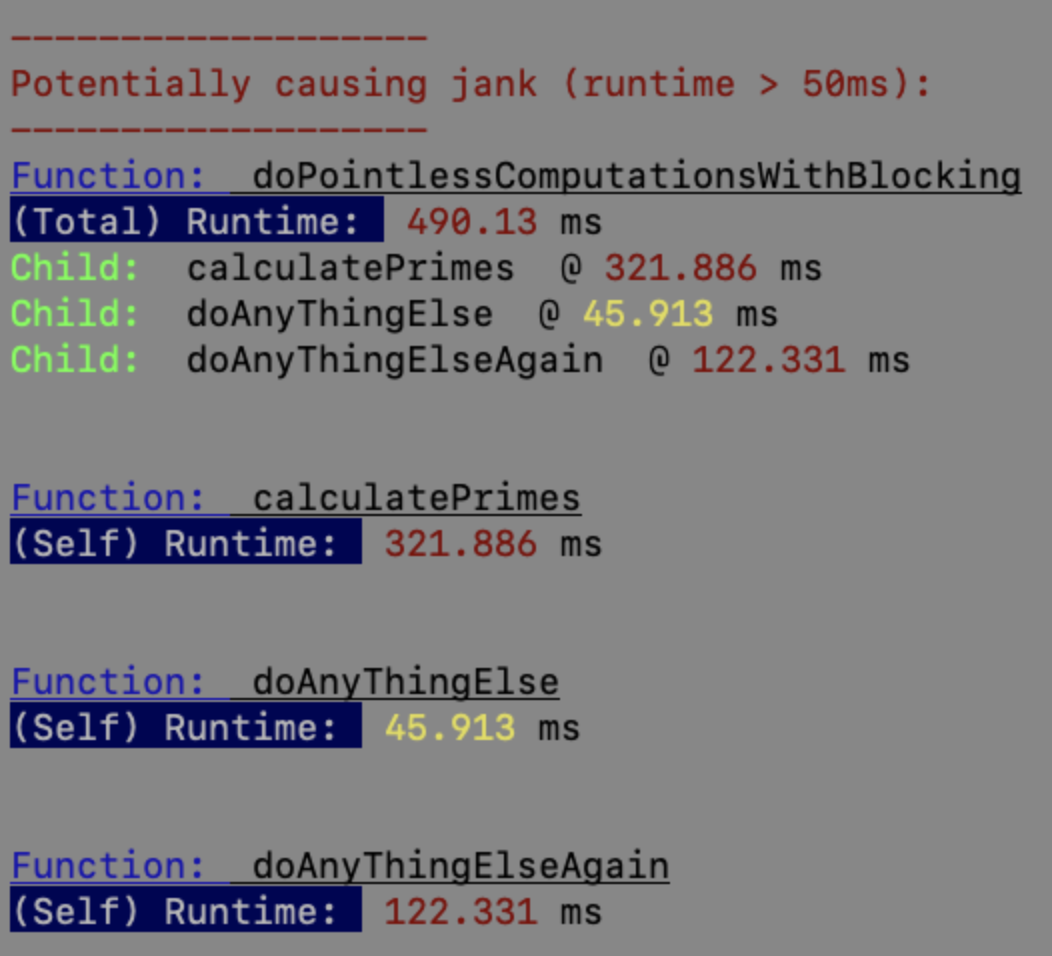 -------------------
Potentially causing jank (runtime > 50ms):
-------------------
Function:  doPointlessComputationsWithBlocking
(Total) Runtime:  490.13 ms
Child:  calculatePrimes  @ 321.886 ms
Child:  doAnyThingElse  @ 45.913 ms
Child:  doAnyThingElseAgain  @ 122.331 ms
Function:  calculatePrimes
(Self) Runtime:  321.886 ms
Function:  doAnyThingElse
(Self) Runtime:  45.913 ms
Function:  doAnyThingElseAgain
(Self) Runtime:  122.331 ms